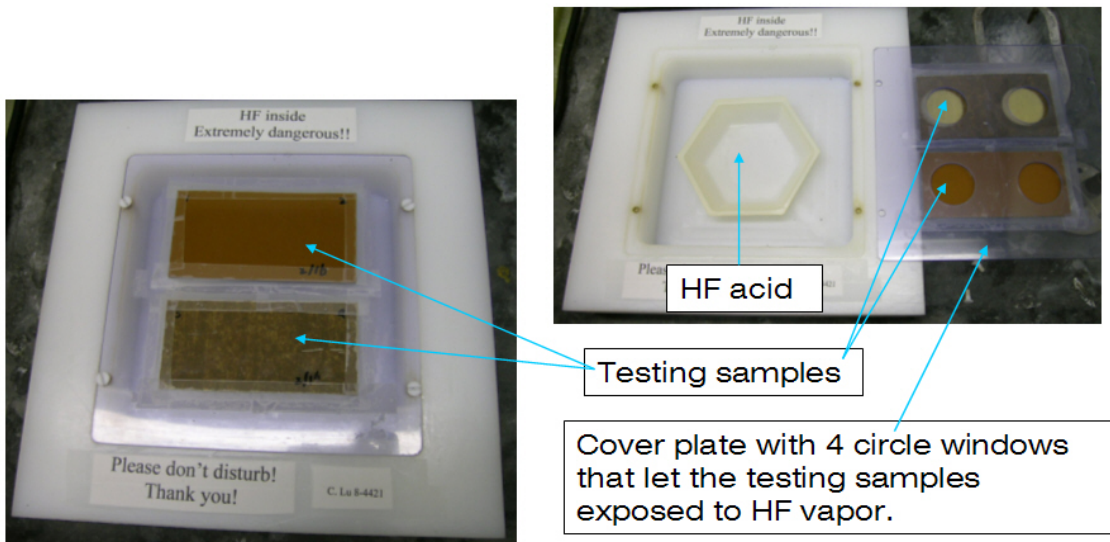 HF inside
Extremely dangerous!!
Please don't disturb!
Thank you!
C. Lu 8-4421
HF inside
Extremely dangerous!!
HF acid
Testing samples
Cover plate with 4 circle windows
that let the testing samples
exposed to HF vapor.